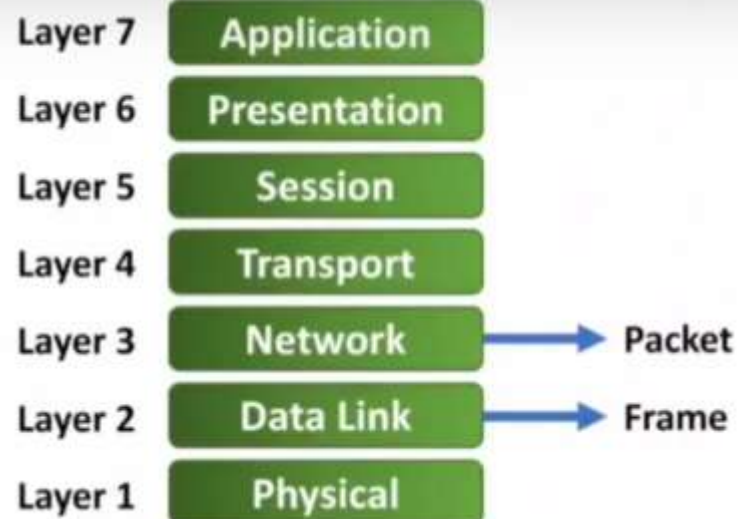 Layer 7 Application
Layer 6 Presentation
Layer 5 Session
Layer 4 Transport
Layer 3 Network Packet
Layer 2 Data Link Frame
Layer 1 Physical